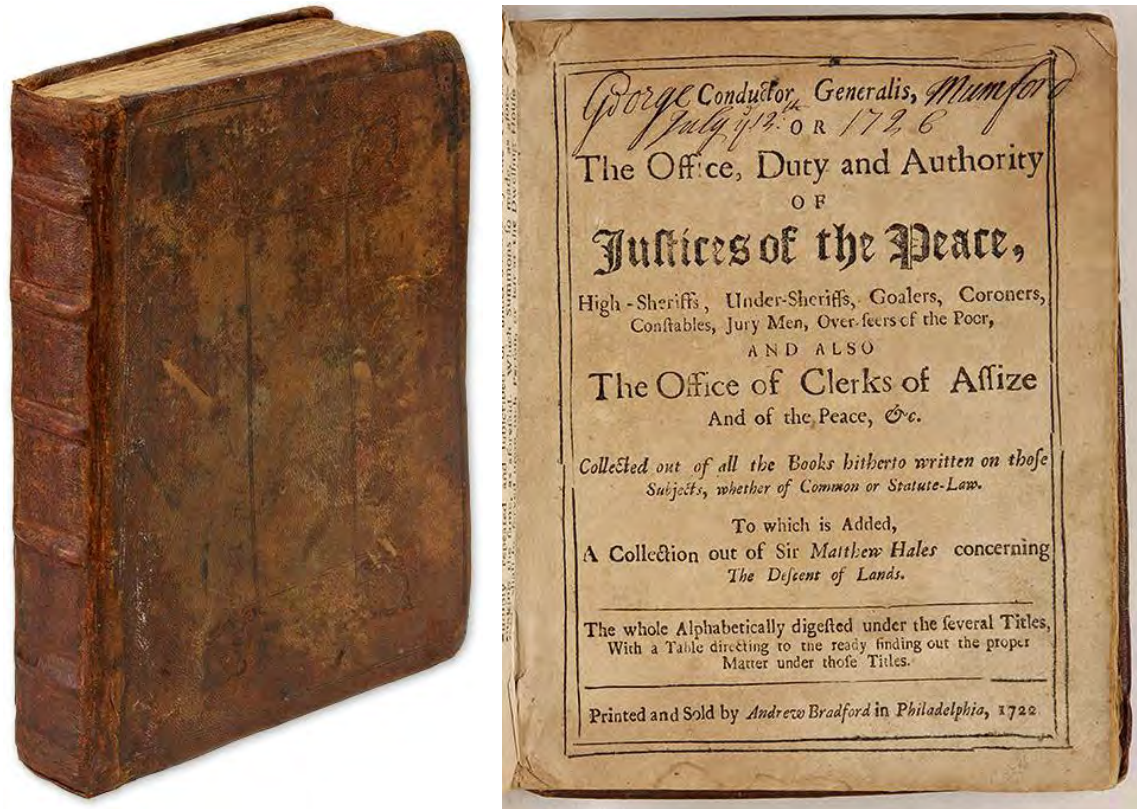 George Conductor Generalis, Mumford
July yͤ 12.th OR 1726
The Office, Duty and Authority
OF
Juſtices of the Peace,
High-Sheriffs, Under-Sheriffs, Goalers, Coroners,
Conſtables, Jury Men, Over-ſeers of the Poor,
AND ALSO
The Office of Clerks of Aſſize
And of the Peace, &c.
Collected out of all the Books hitherto written on thoſe
Subjects, whether of Common or Statute-Law.
To which is Added,
A Collection out of Sir Matthew Hales concerning
The Deſcent of Lands.
The whole Alphabetically digeſted under the ſeveral Titles,
With a Table directing to the ready finding out the proper
Matter under thoſe Titles.
Printed and Sold by Andrew Bradford in Philadelphia, 1722